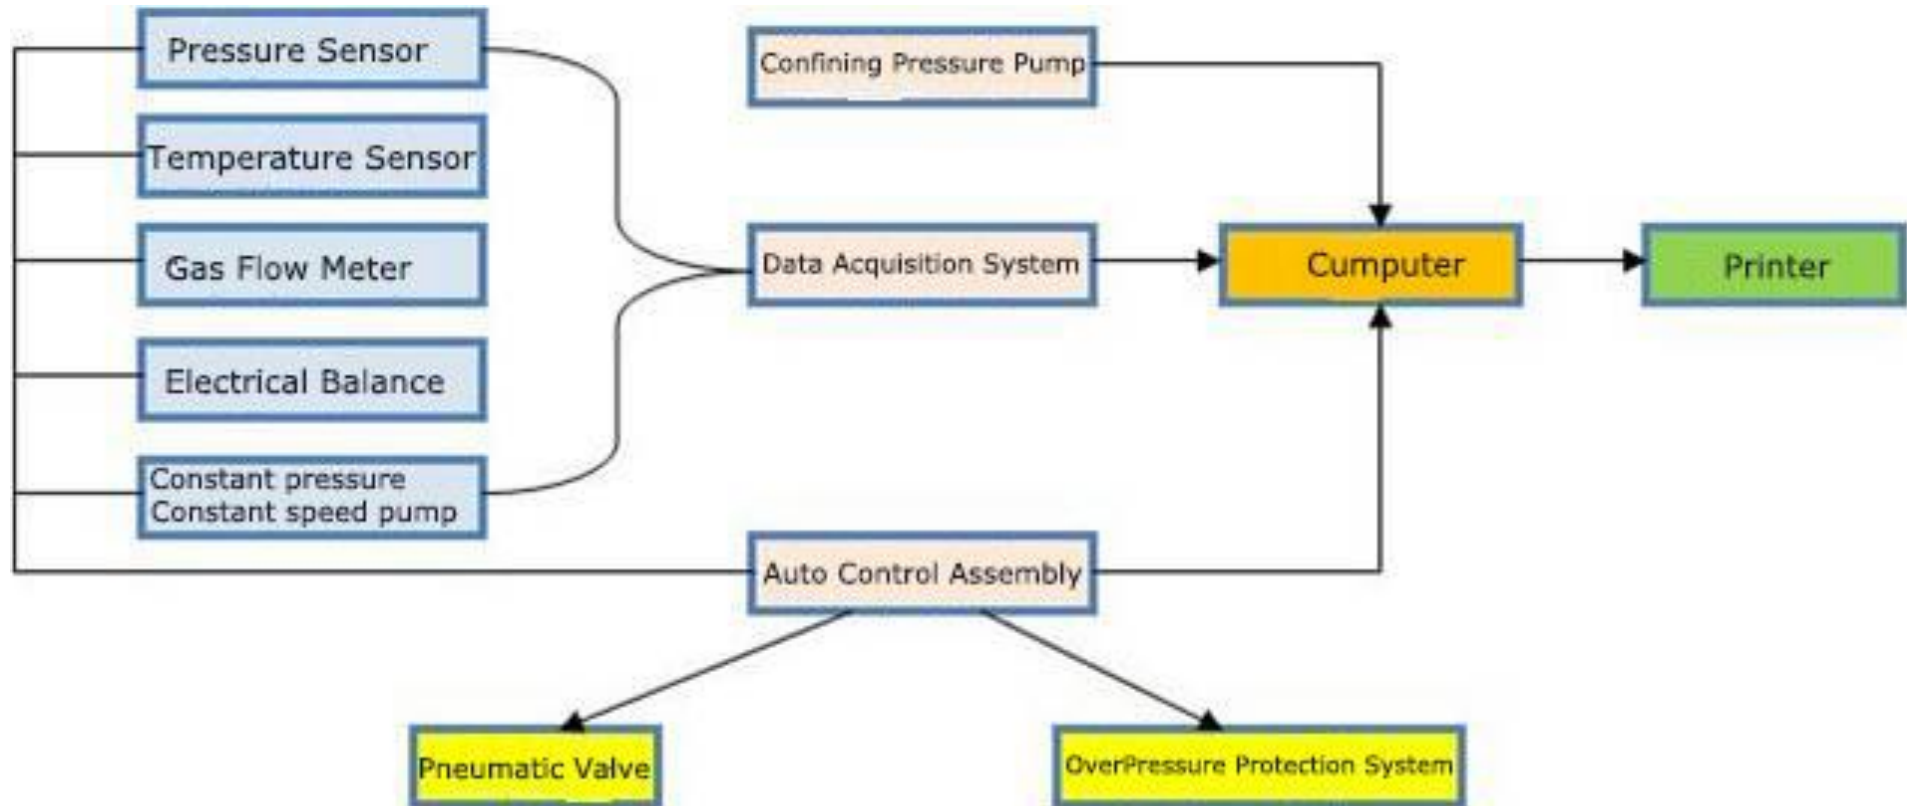 Pressure Sensor
Temperature Sensor
Gas Flow Meter
Electrical Balance
Constant pressure
Constant speed pump
Confining Pressure Pump
Data Acquisition System
Auto Control Assembly
Cumputer
Printer
Pneumatic Valve
OverPressure Protection System